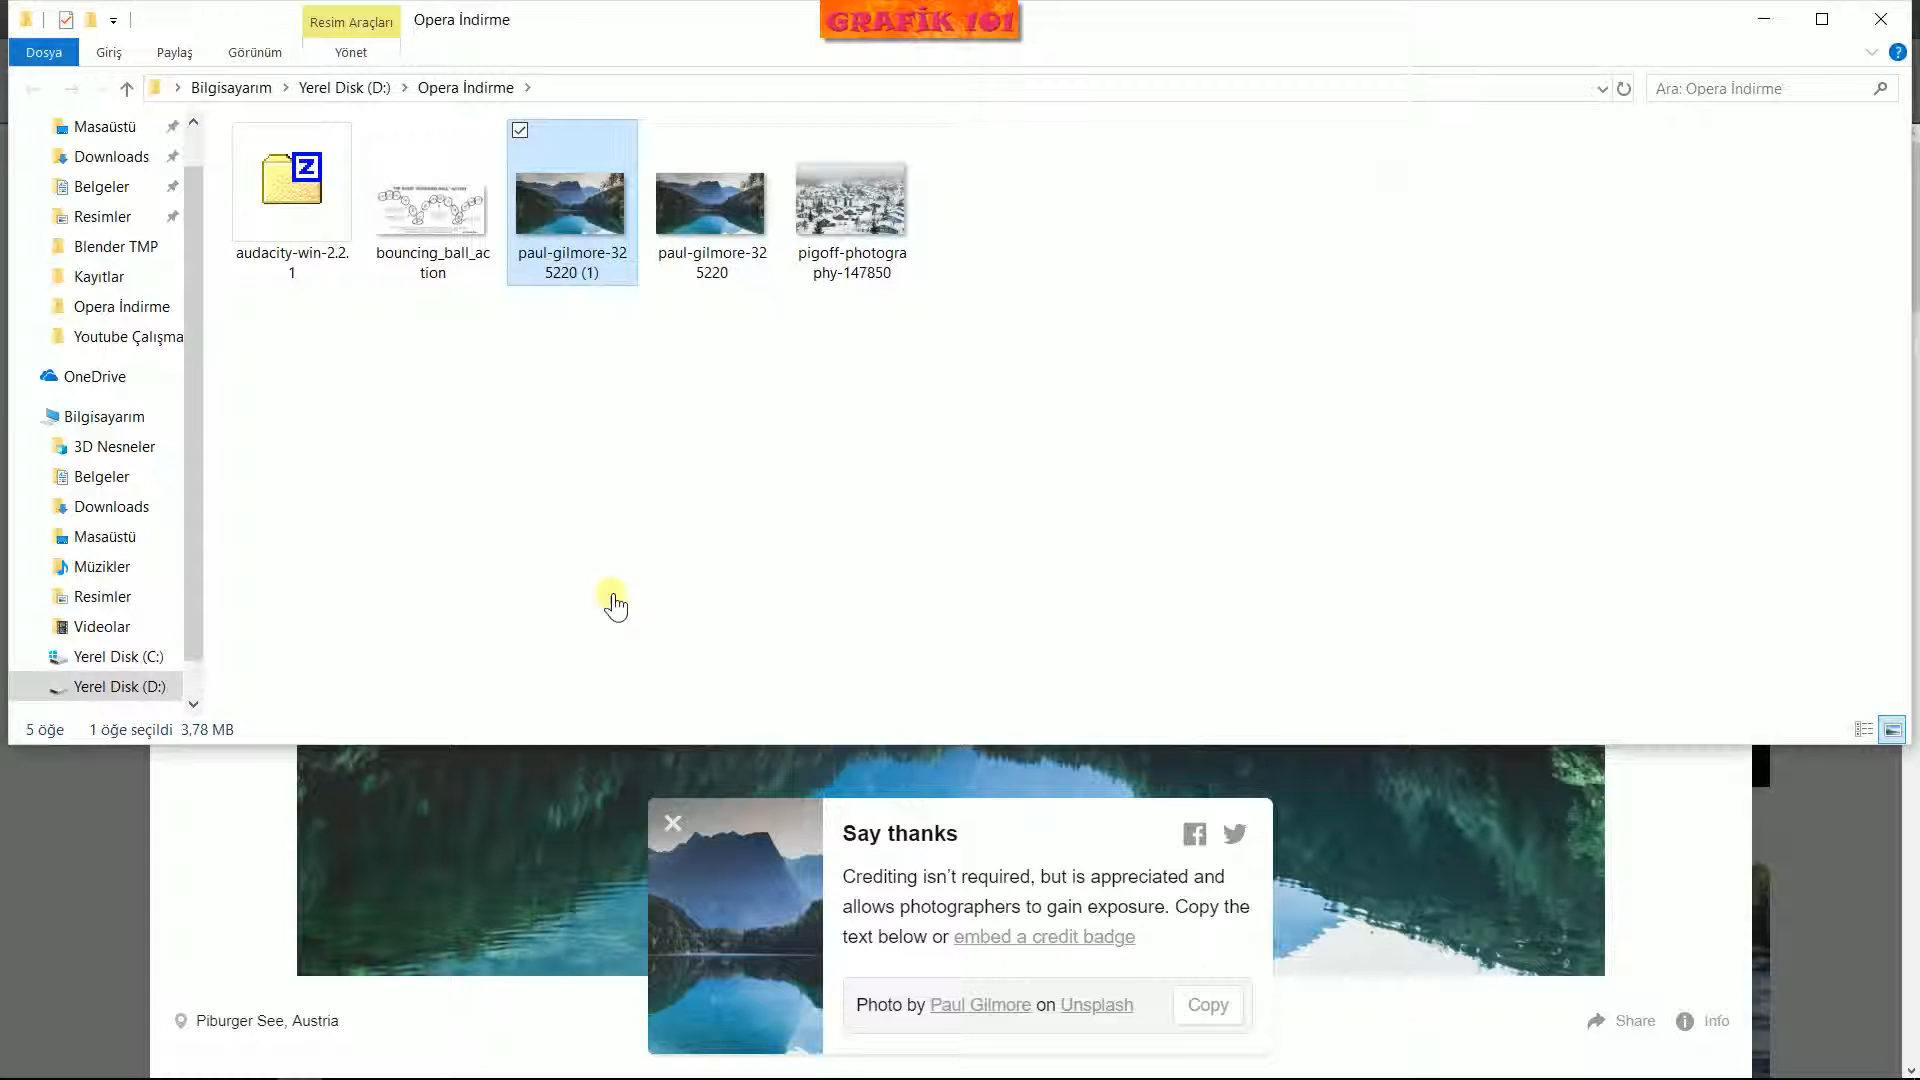 Resim Araçları
Opera İndirme
GRAFİK 101
Dosya
Giriş
Paylaş
Görünüm
Yönet
?
Bilgisayarım
Yerel Disk (D:)
Opera İndirme
Ara: Opera İndirme
Masaüstü
Downloads
Belgeler
Resimler
Blender TMP
Kayıtlar
Opera İndirme
Youtube Çalışma
OneDrive
Bilgisayarım
3D Nesneler
Belgeler
Downloads
Masaüstü
Müzikler
Resimler
Videolar
Yerel Disk (C:)
Yerel Disk (D:)
Z
audacity-win-2.2.
1
bouncing_ball_ac
tion
paul-gilmore-32
5220 (1)
paul-gilmore-32
5220
pigoff-photogra
phy-147850
5 öğe
1 öğe seçildi 3,78 MB
Say thanks
Crediting isn't required, but is appreciated and
allows photographers to gain exposure. Copy the
text below or embed a credit badge
Photo by Paul Gilmore on Unsplash
Copy
Piburger See, Austria
Share
Info